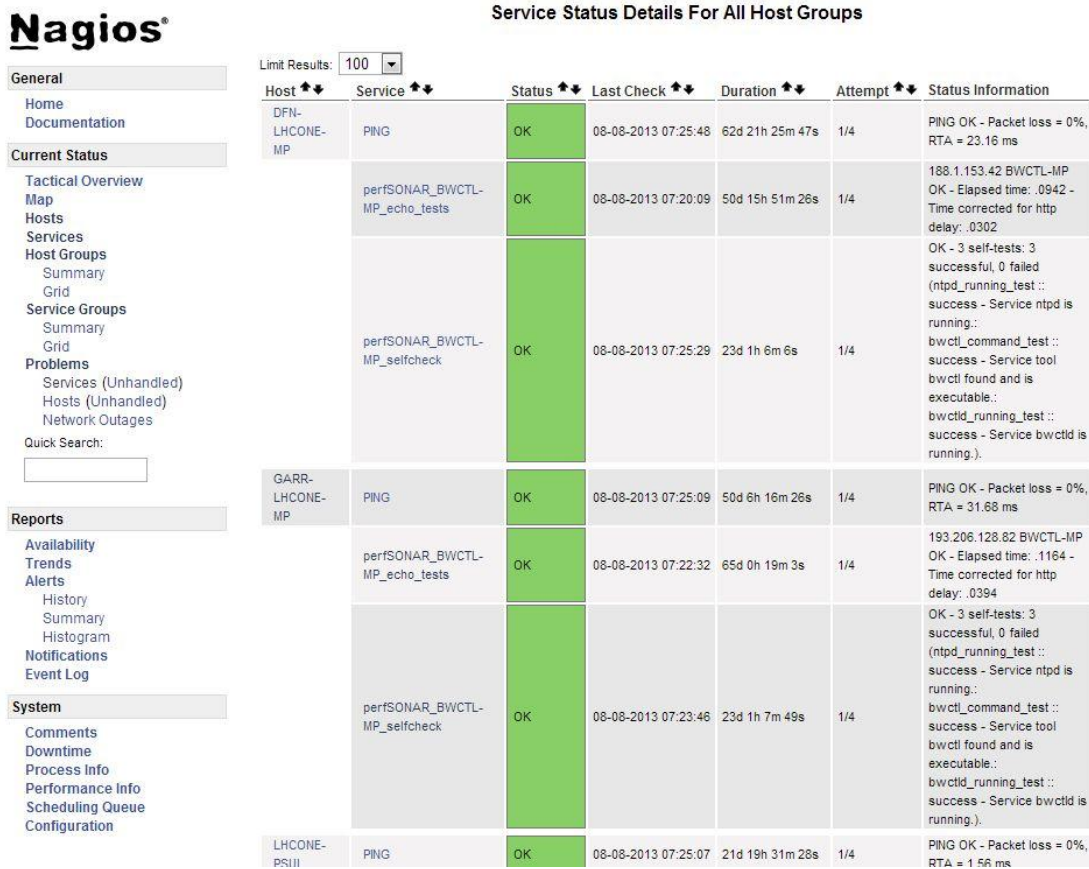 Nagios®
General
Home
Documentation
Current Status
Tactical Overview
Map
Hosts
Services
Host Groups
Summary
Grid
Service Groups
Summary
Grid
Problems
Services (Unhandled)
Hosts (Unhandled)
Network Outages
Quick Search:
Reports
Availability
Trends
Alerts
History
Summary
Histogram
Notifications
Event Log
System
Comments
Downtime
Process Info
Performance Info
Scheduling Queue
Configuration
Service Status Details For All Host Groups
Limit Results: 100
Host Service Status Last Check Duration Attempt Status Information
DFN-
LHCONE-
MP
PING
OK
08-08-2013 07:25:48
62d 21h 25m 47s
1/4
PING OK - Packet loss = 0%,
RTA = 23.16 ms
perfSONAR_BWCTL-
MP_echo_tests
OK
08-08-2013 07:20:09
50d 15h 51m 26s
1/4
188.1.153.42 BWCTL-MP
OK - Elapsed time: .0942 -
Time corrected for http
delay: .0302
perfSONAR_BWCTL-
MP_selfcheck
OK
08-08-2013 07:25:29
23d 1h 6m 6s
1/4
OK - 3 self-tests: 3
successful, 0 failed
(ntpd_running_test ::
success - Service ntpd is
running.:
bwctl_command_test ::
success - Service tool
bwctl found and is
executable.:
bwctld_running_test ::
success - Service bwctld is
running.).
GARR-
LHCONE-
MP
PING
OK
08-08-2013 07:25:09
50d 6h 16m 26s
1/4
PING OK - Packet loss = 0%,
RTA = 31.68 ms
perfSONAR_BWCTL-
MP_echo_tests
OK
08-08-2013 07:22:32
65d 0h 19m 3s
1/4
193.206.128.82 BWCTL-MP
OK - Elapsed time: .1164 -
Time corrected for http
delay: .0394
perfSONAR_BWCTL-
MP_selfcheck
OK
08-08-2013 07:23:46
23d 1h 7m 49s
1/4
OK - 3 self-tests: 3
successful, 0 failed
(ntpd_running_test ::
success - Service ntpd is
running.:
bwctl_command_test ::
success - Service tool
bwctl found and is
executable.:
bwctld_running_test ::
success - Service bwctld is
running.).
LHCONE-
PSUI
PING
OK
08-08-2013 07:25:07
21d 19h 31m 28s
1/4
PING OK - Packet loss = 0%,
RTA = 1.56 ms